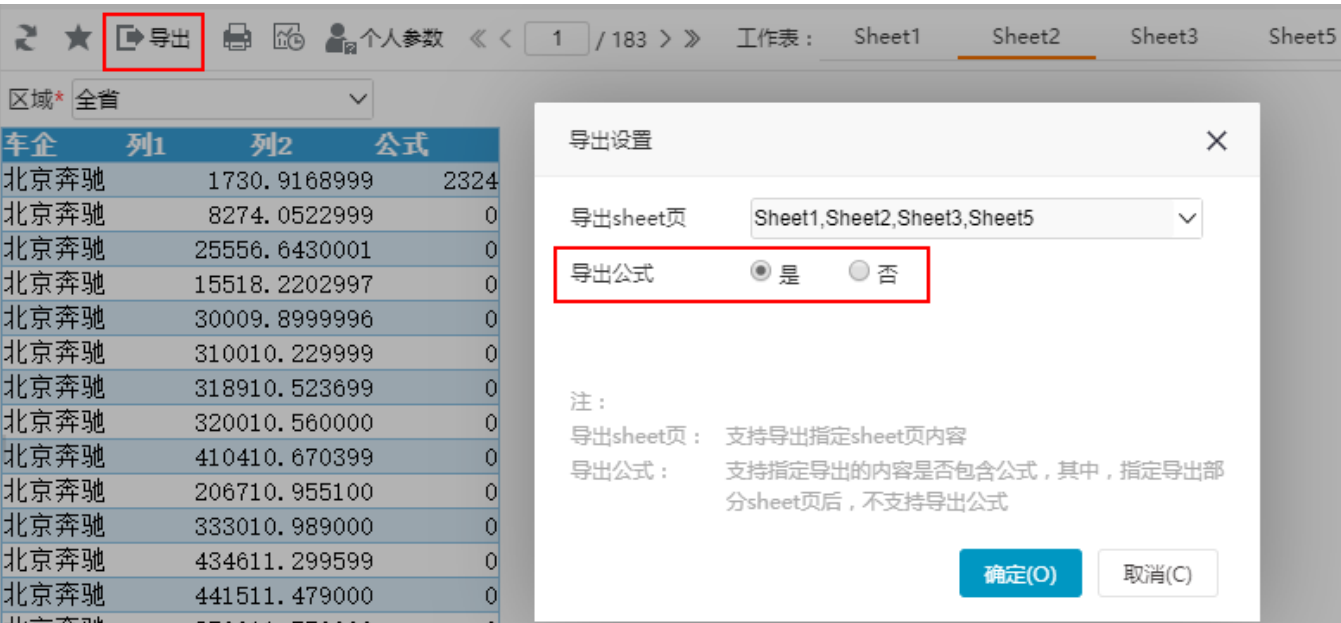 导出 个人参数 《 < 1 / 183 > 》 工作表： Sheet1 Sheet2 Sheet3 Sheet5
区域* 全省
车企 列1 列2 公式
北京奔驰 1730.9168999 2324
北京奔驰 8274.0522999 0
北京奔驰 25556.6430001 0
北京奔驰 15518.2202997 0
北京奔驰 30009.8999996 0
北京奔驰 310010.229999 0
北京奔驰 318910.523699 0
北京奔驰 320010.560000 0
北京奔驰 410410.670399 0
北京奔驰 206710.955100 0
北京奔驰 333010.989000 0
北京奔驰 434611.299599 0
北京奔驰 441511.479000 0
导出设置
导出sheet页 Sheet1,Sheet2,Sheet3,Sheet5
导出公式 是 否
注：
导出sheet页： 支持导出指定sheet页内容
导出公式： 支持指定导出的内容是否包含公式，其中，指定导出部
分sheet页后，不支持导出公式
确定(O) 取消(C)